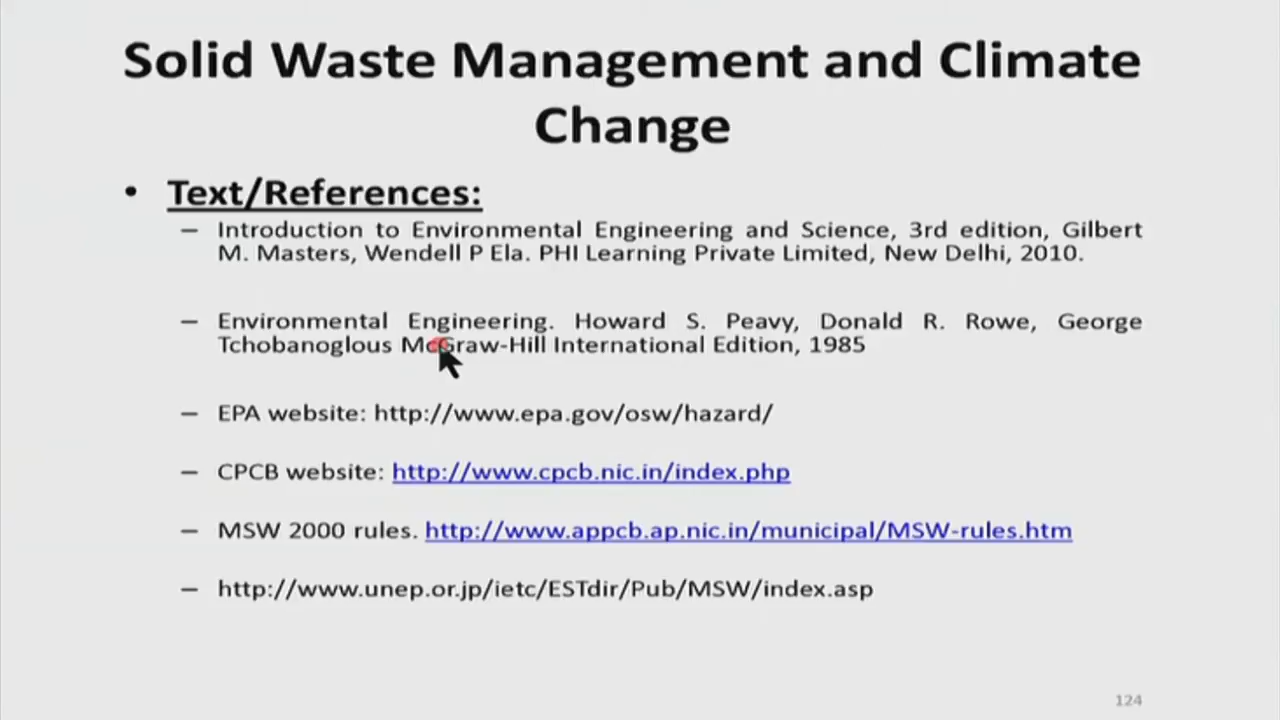 Solid Waste Management and Climate
Change
• Text/References:
– Introduction to Environmental Engineering and Science, 3rd edition, Gilbert
M. Masters, Wendell P Ela. PHI Learning Private Limited, New Delhi, 2010.
– Environmental Engineering. Howard S. Peavy, Donald R. Rowe, George
Tchobanoglous McGraw-Hill International Edition, 1985
– EPA website: http://www.epa.gov/osw/hazard/
– CPCB website: http://www.cpcb.nic.in/index.php
– MSW 2000 rules. http://www.appcb.ap.nic.in/municipal/MSW-rules.htm
– http://www.unep.or.jp/ietc/ESTdir/Pub/MSW/index.asp
124